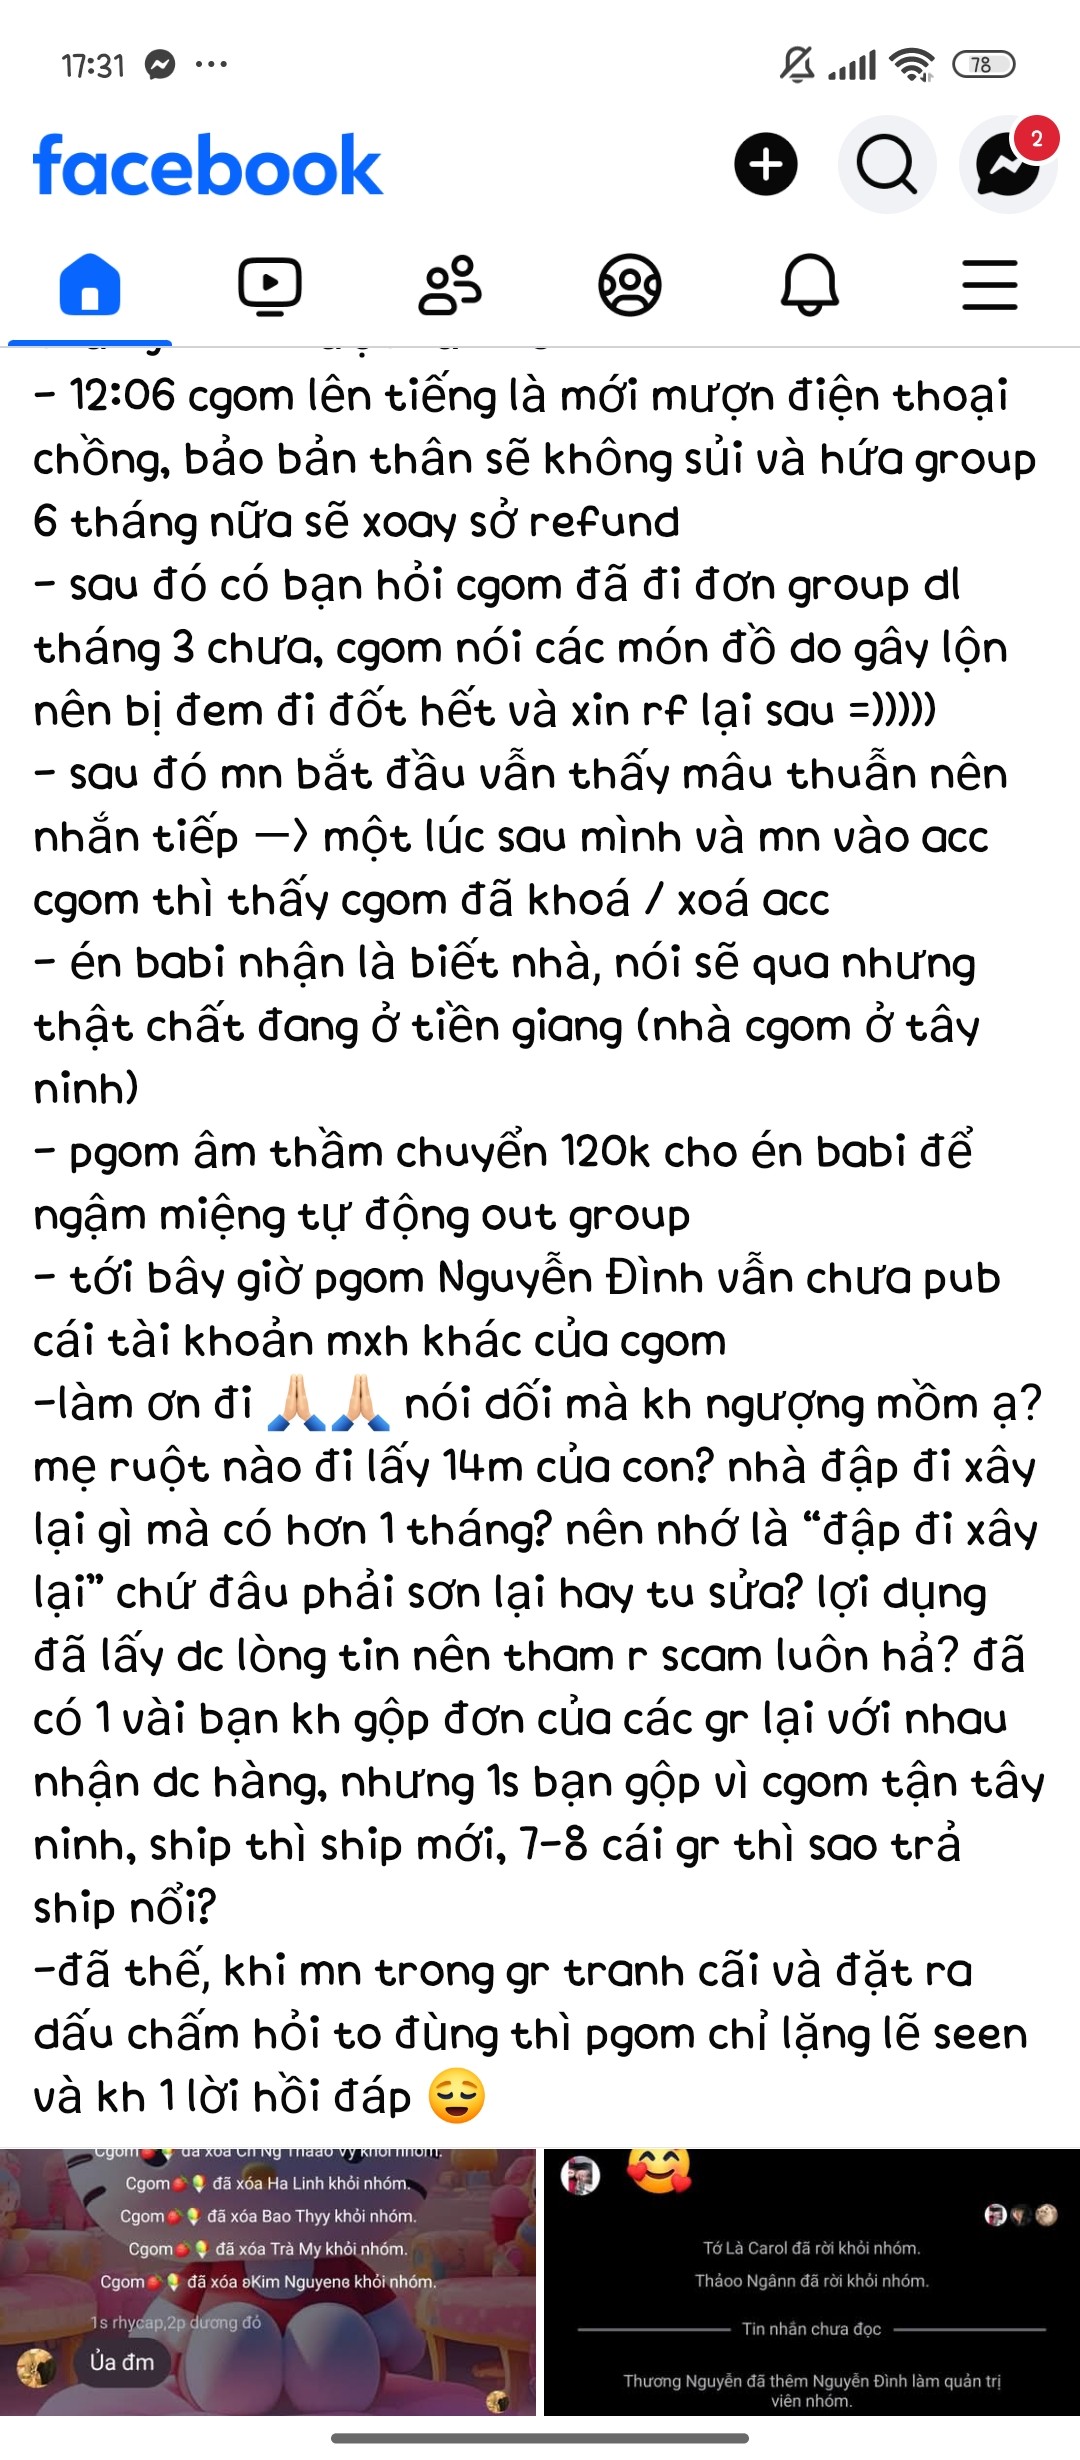 17:31
78
facebook
2
- 12:06 cgom lên tiếng là mới mượn điện thoại
chồng, bảo bản thân sẽ không sủi và hứa group
6 tháng nữa sẽ xoay sở refund
- sau đó có bạn hỏi cgom đã đi đơn group dl
tháng 3 chưa, cgom nói các món đồ do gây lộn
nên bị đem đi đốt hết và xin rf lại sau =)))))
- sau đó mn bắt đầu vẫn thấy mâu thuẫn nên
nhắn tiếp —> một lúc sau mình và mn vào acc
cgom thì thấy cgom đã khoá / xoá acc
- én babi nhận là biết nhà, nói sẽ qua nhưng
thật chất đang ở tiền giang (nhà cgom ở tây
ninh)
- pgom âm thầm chuyển 120k cho én babi để
ngậm miệng tự động out group
- tới bây giờ pgom Nguyễn Đình vẫn chưa pub
cái tài khoản mxh khác của cgom
-làm ơn đi 🙏🏻🙏🏻 nói dối mà kh ngượng mồm ạ?
mẹ ruột nào đi lấy 14m của con? nhà đập đi xây
lại gì mà có hơn 1 tháng? nên nhớ là “đập đi xây
lại” chứ đâu phải sơn lại hay tu sửa? lợi dụng
đã lấy dc lòng tin nên tham r scam luôn hả? đã
có 1 vài bạn kh gộp đơn của các gr lại với nhau
nhận dc hàng, nhưng 1s bạn gộp vì cgom tận tây
ninh, ship thì ship mới, 7-8 cái gr thì sao trả
ship nổi?
-đã thế, khi mn trong gr tranh cãi và đặt ra
dấu chấm hỏi to đùng thì pgom chỉ lặng lẽ seen
và kh 1 lời hồi đáp 😌
Cgom🍅🍧 đã xóa Ha Linh khỏi nhóm.
Cgom🍅🍧 đã xóa Bao Thyy khỏi nhóm.
Cgom🍅🍧 đã xóa Trà My khỏi nhóm.
Cgom🍅🍧 đã xóa ʚKim Nguyenɞ khỏi nhóm.
1s rhycap,2p dương đỏ
Ủa đm
Tớ Là Carol đã rời khỏi nhóm.
Thảoo Ngânn đã rời khỏi nhóm.
Tin nhắn chưa đọc
Thương Nguyễn đã thêm Nguyễn Đình làm quản trị
viên nhóm.